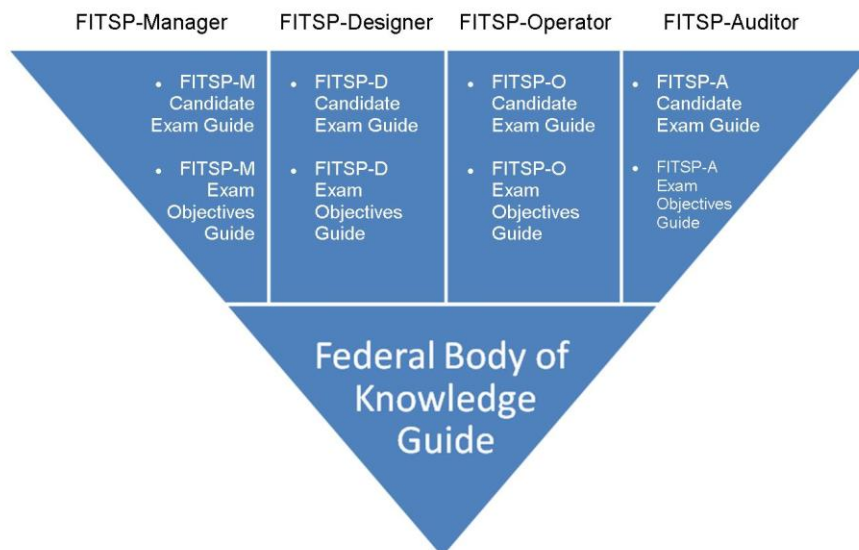 FITSP-Manager
FITSP-Designer
FITSP-Operator
FITSP-Auditor
• FITSP-M
Candidate
Exam Guide
• FITSP-M
Exam
Objectives
Guide
• FITSP-D
Candidate
Exam Guide
• FITSP-D
Exam
Objectives
Guide
• FITSP-O
Candidate
Exam Guide
• FITSP-O
Exam
Objectives
Guide
• FITSP-A
Candidate
Exam Guide
• FITSP-A
Exam
Objectives
Guide
Federal Body of
Knowledge
Guide